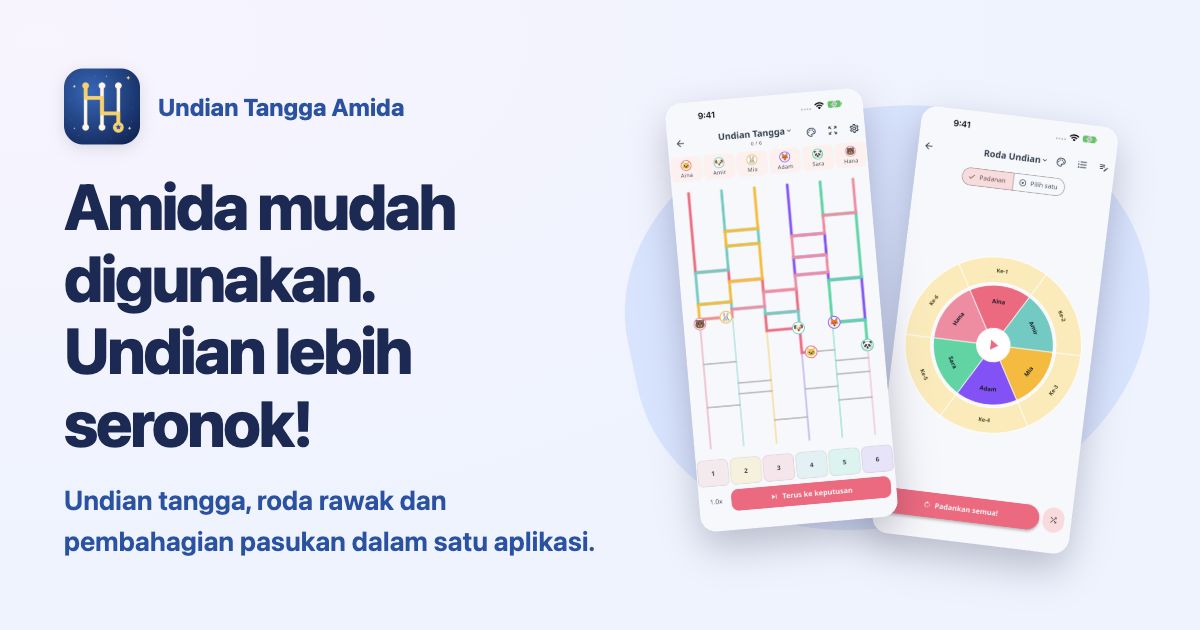 Undian Tangga Amida
Amida mudah
digunakan.
Undian lebih
seronok!
Undian tangga, roda rawak dan
pembahagian pasukan dalam satu aplikasi.
9:41
Undian Tangga
6 / 6
Aina
Amir
Mia
Adam
Sara
Hana
1
2
3
4
5
6
1.0x
Terus ke keputusan
9:41
Roda Undian
Padanan
Pilih satu
Ke-1
Ke-2
Ke-3
Ke-4
Ke-5
Ke-6
Aina
Amir
Mia
Adam
Sara
Hana
Padankan semua!